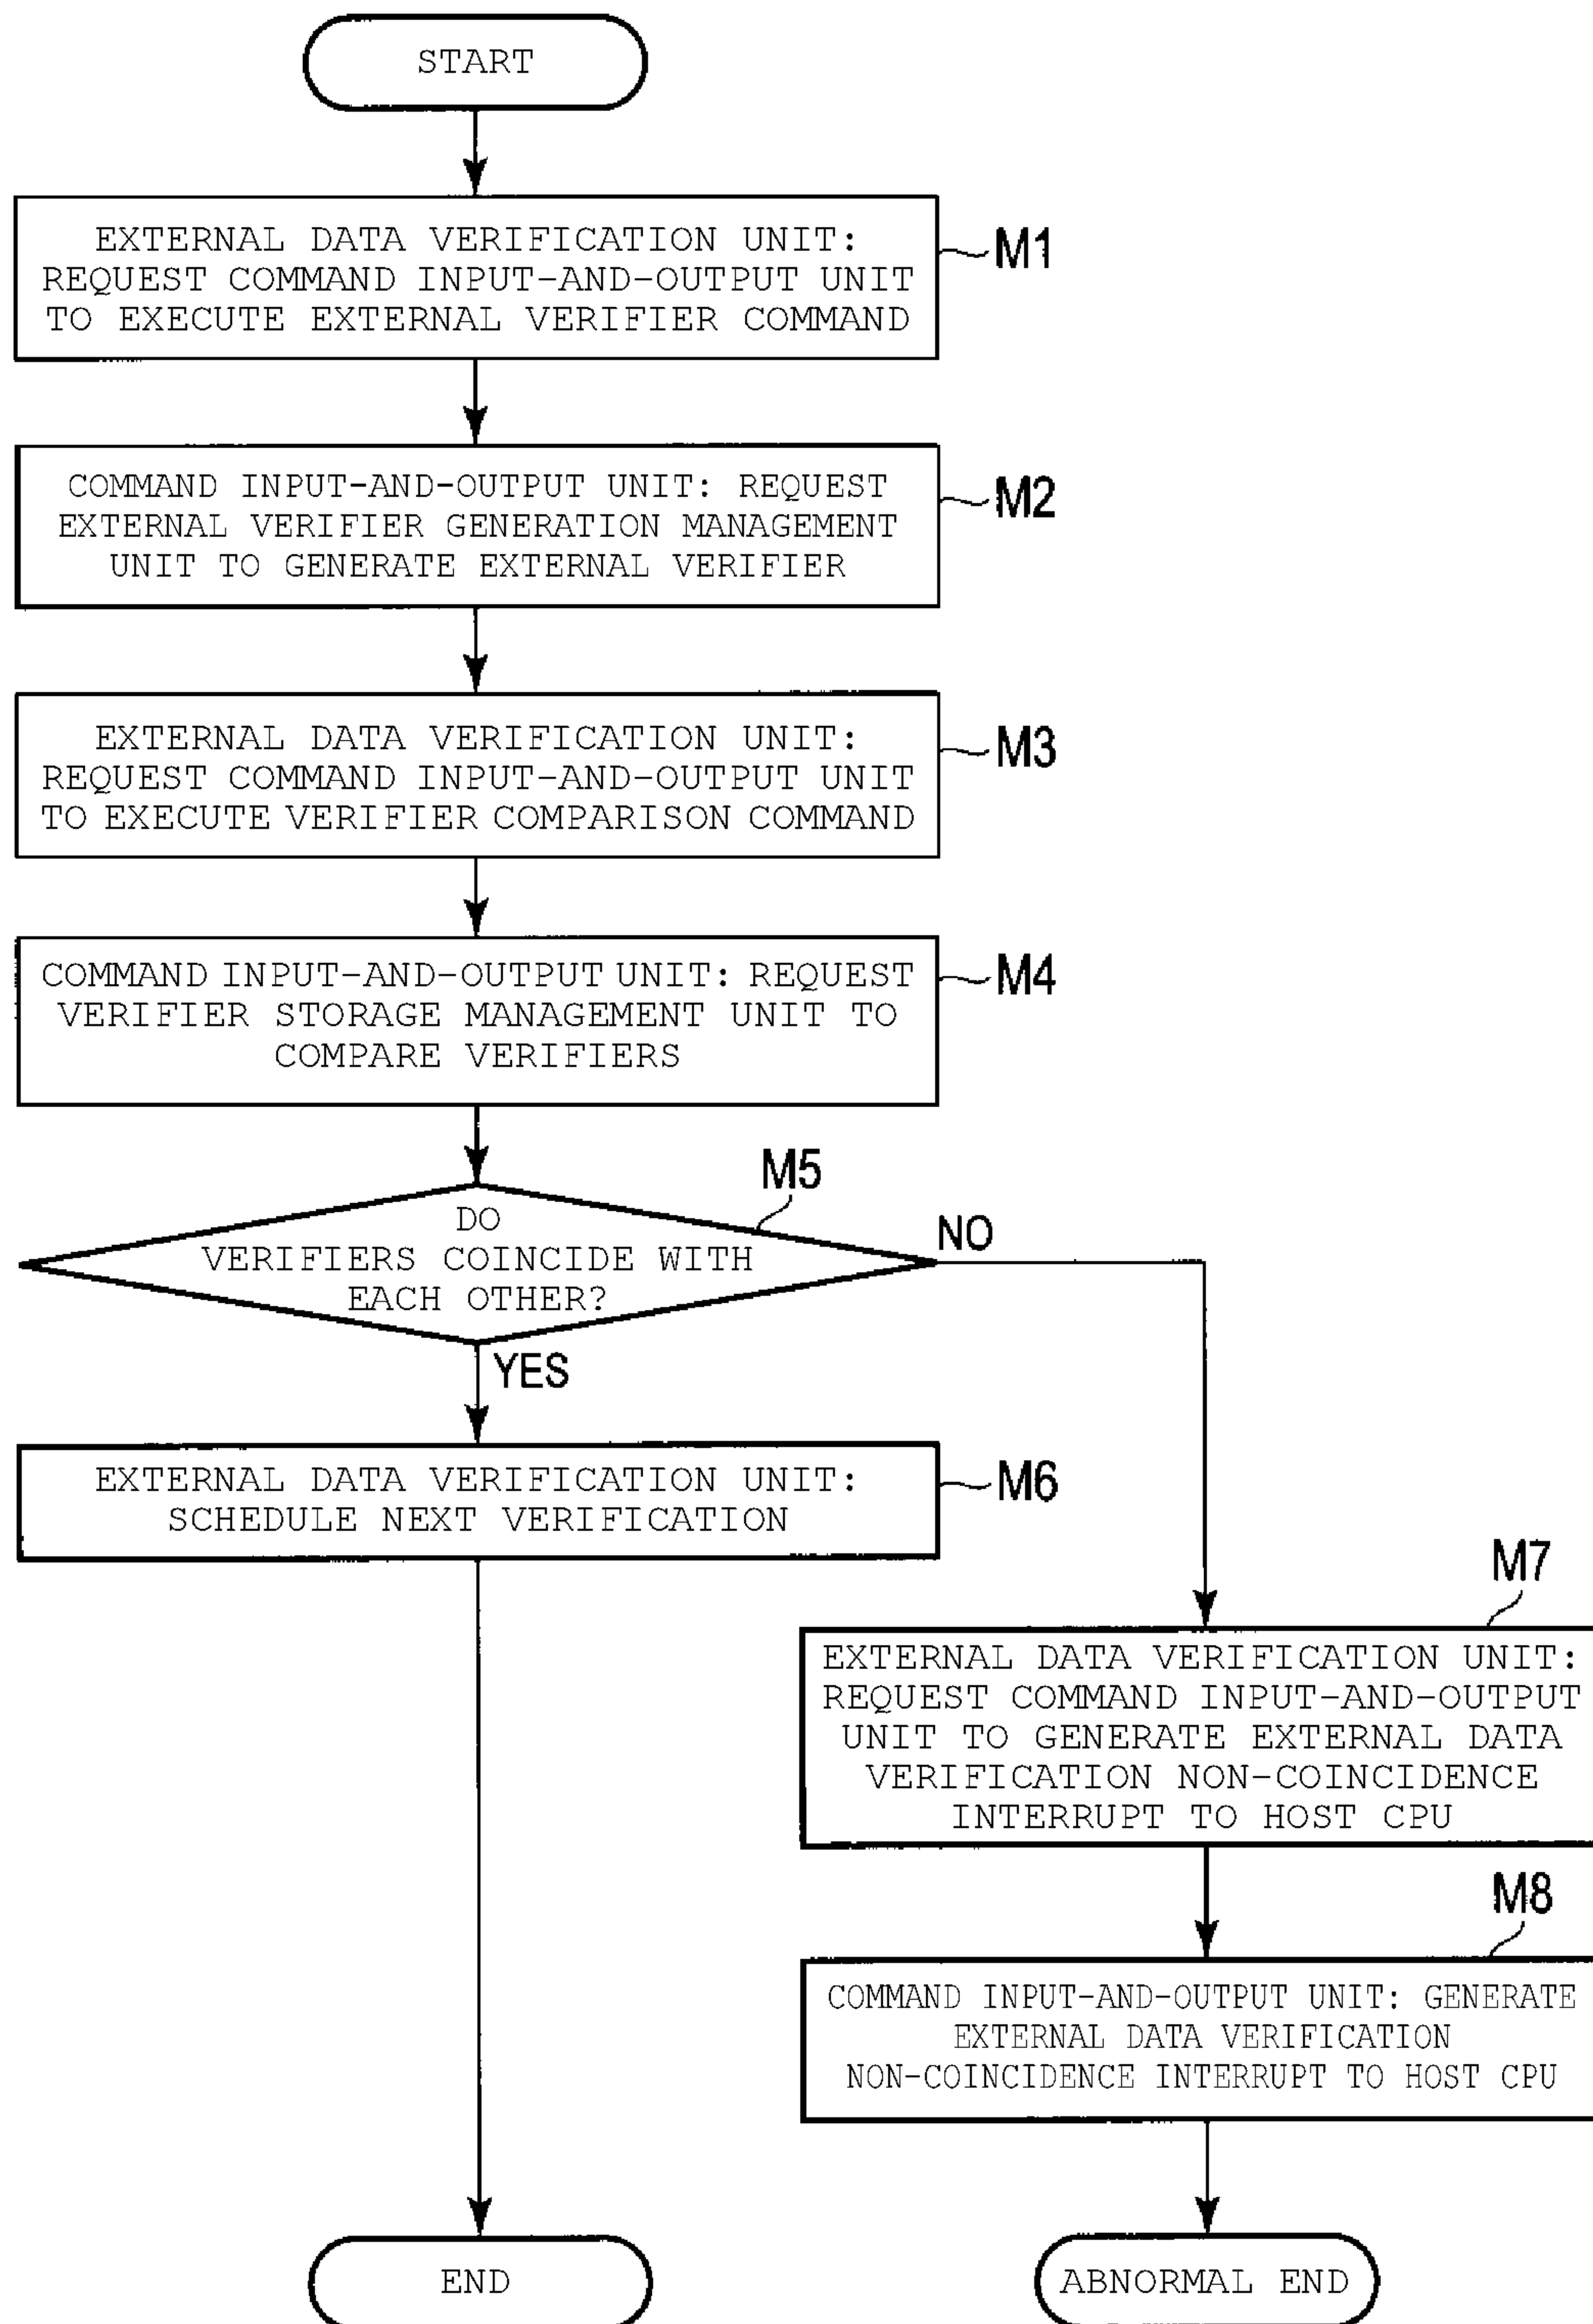 START
EXTERNAL DATA VERIFICATION UNIT:
REQUEST COMMAND INPUT-AND-OUTPUT UNIT
TO EXECUTE EXTERNAL VERIFIER COMMAND
M1
COMMAND INPUT-AND-OUTPUT UNIT: REQUEST
EXTERNAL VERIFIER GENERATION MANAGEMENT
UNIT TO GENERATE EXTERNAL VERIFIER
M2
EXTERNAL DATA VERIFICATION UNIT:
REQUEST COMMAND INPUT-AND-OUTPUT UNIT
TO EXECUTE VERIFIER COMPARISON COMMAND
M3
COMMAND INPUT-AND-OUTPUT UNIT: REQUEST
VERIFIER STORAGE MANAGEMENT UNIT TO
COMPARE VERIFIERS
M4
M5
DO
VERIFIERS COINCIDE WITH
EACH OTHER?
NO
YES
EXTERNAL DATA VERIFICATION UNIT:
SCHEDULE NEXT VERIFICATION
M6
M7
EXTERNAL DATA VERIFICATION UNIT:
REQUEST COMMAND INPUT-AND-OUTPUT
UNIT TO GENERATE EXTERNAL DATA
VERIFICATION NON-COINCIDENCE
INTERRUPT TO HOST CPU
M8
COMMAND INPUT-AND-OUTPUT UNIT: GENERATE
EXTERNAL DATA VERIFICATION
NON-COINCIDENCE INTERRUPT TO HOST CPU
END
ABNORMAL END